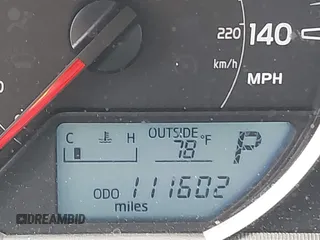 220 140
km/h
MPH
OUTSIDE
C H 78 °F P
ODO 111602
miles
DREAMBID